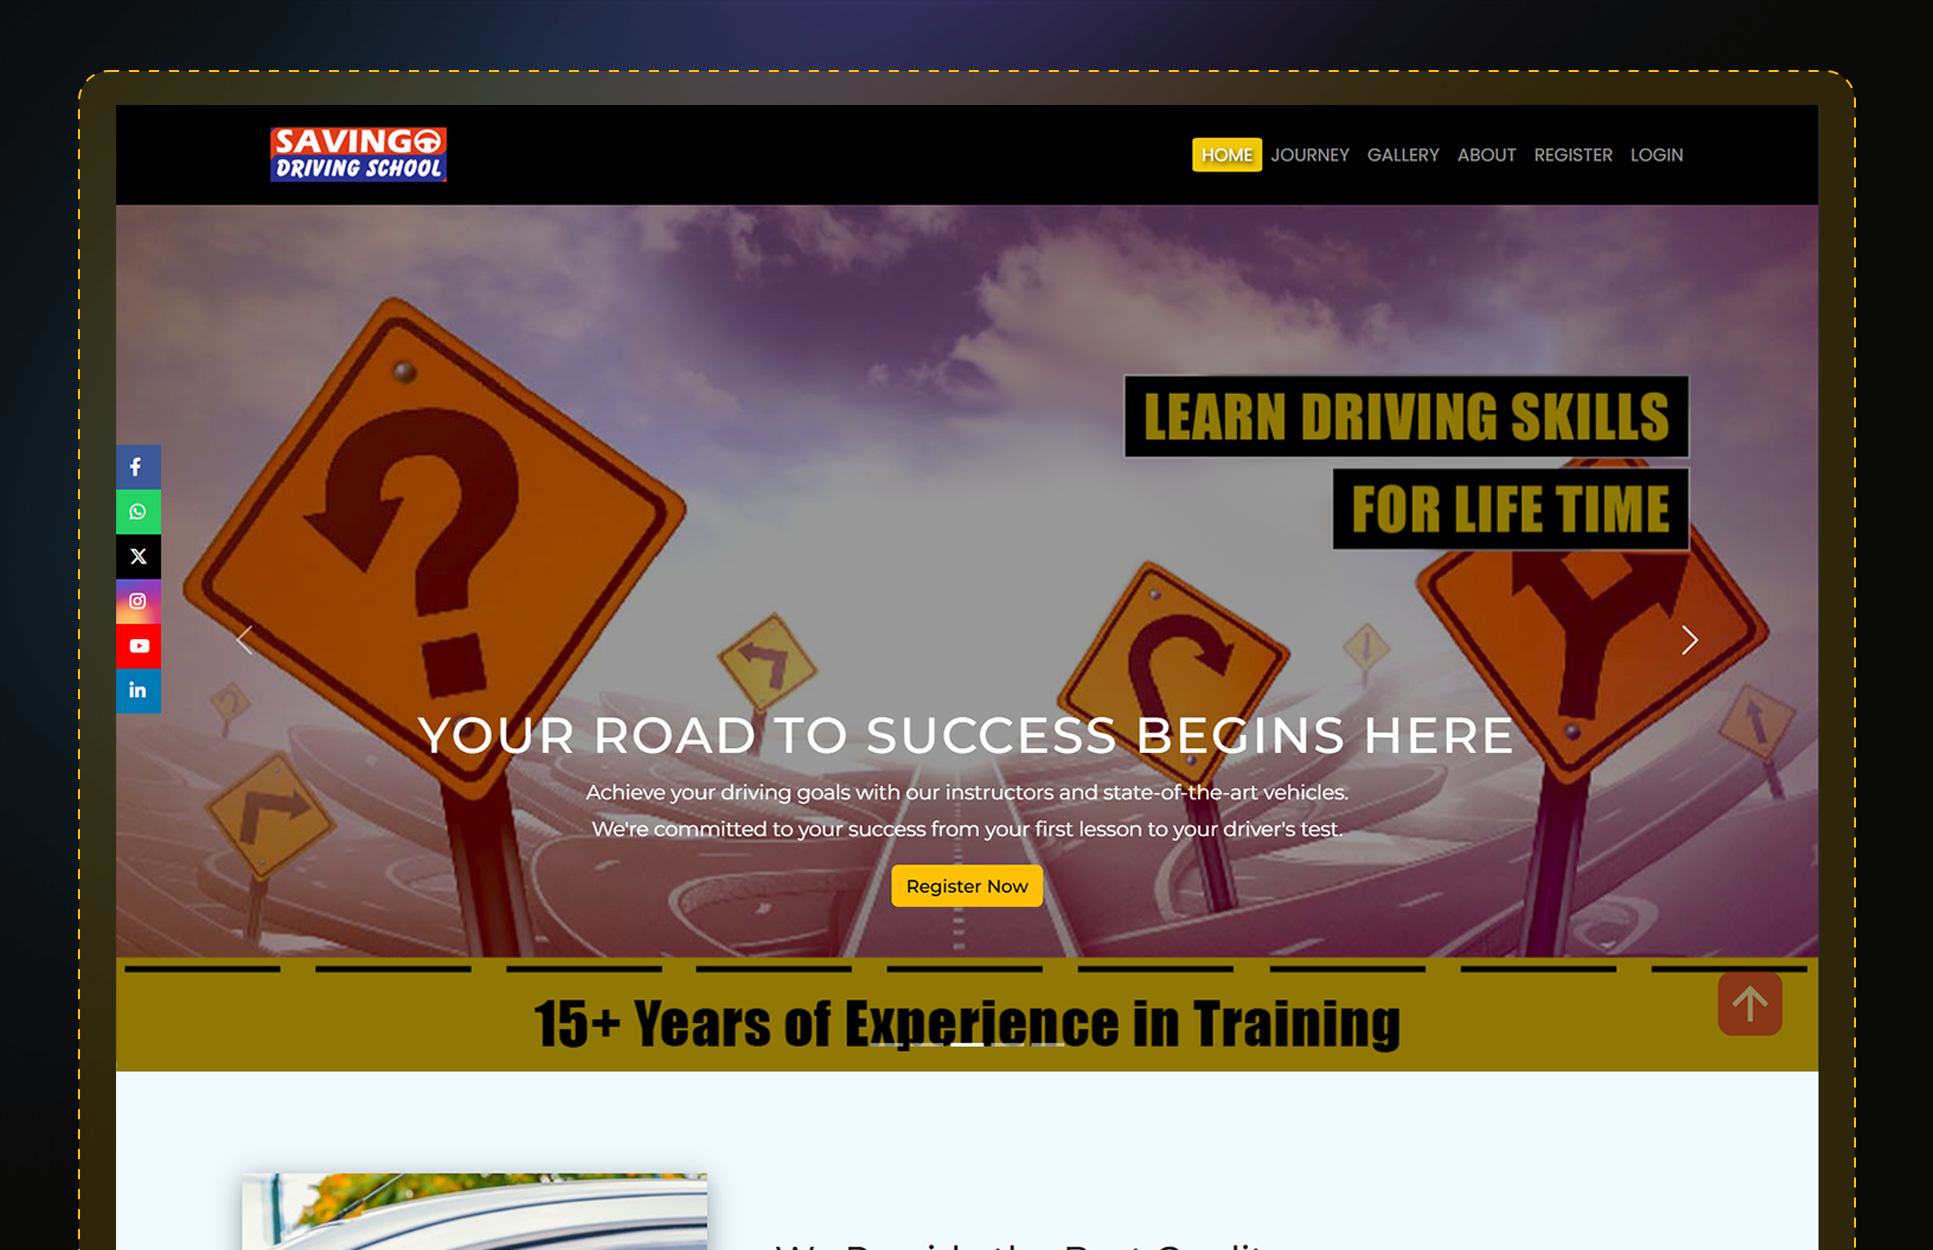 SAVINGO
DRIVING SCHOOL
HOME JOURNEY GALLERY ABOUT REGISTER LOGIN
LEARN DRIVING SKILLS
FOR LIFE TIME
YOUR ROAD TO SUCCESS BEGINS HERE
Achieve your driving goals with our instructors and state-of-the-art vehicles.
We're committed to your success from your first lesson to your driver's test.
Register Now
15+ Years of Experience in Training